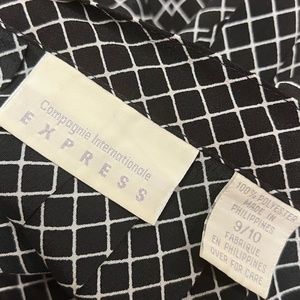 Compagnie Internationale
EXPRESS
100% POLYESTER
MADE IN
PHILIPPINES
9/10
FABRIQUE
EN PHILIPPINES
OVER FOR CARE